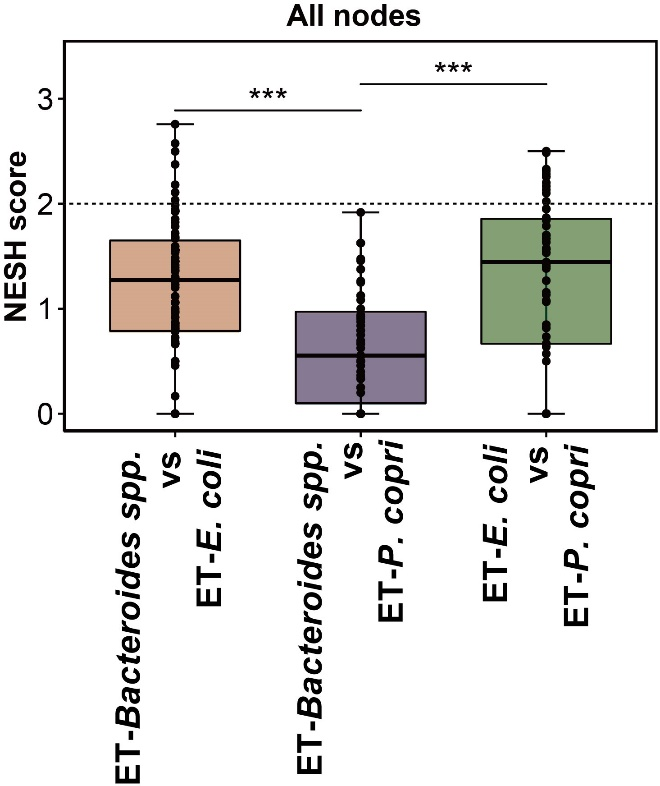 All nodes
NESH score
3
2
1
0
***
***
ET-Bacteroides spp.
vs
ET-E. coli
ET-Bacteroides spp.
vs
ET-P. copri
ET-E. coli
vs
ET-P. copri